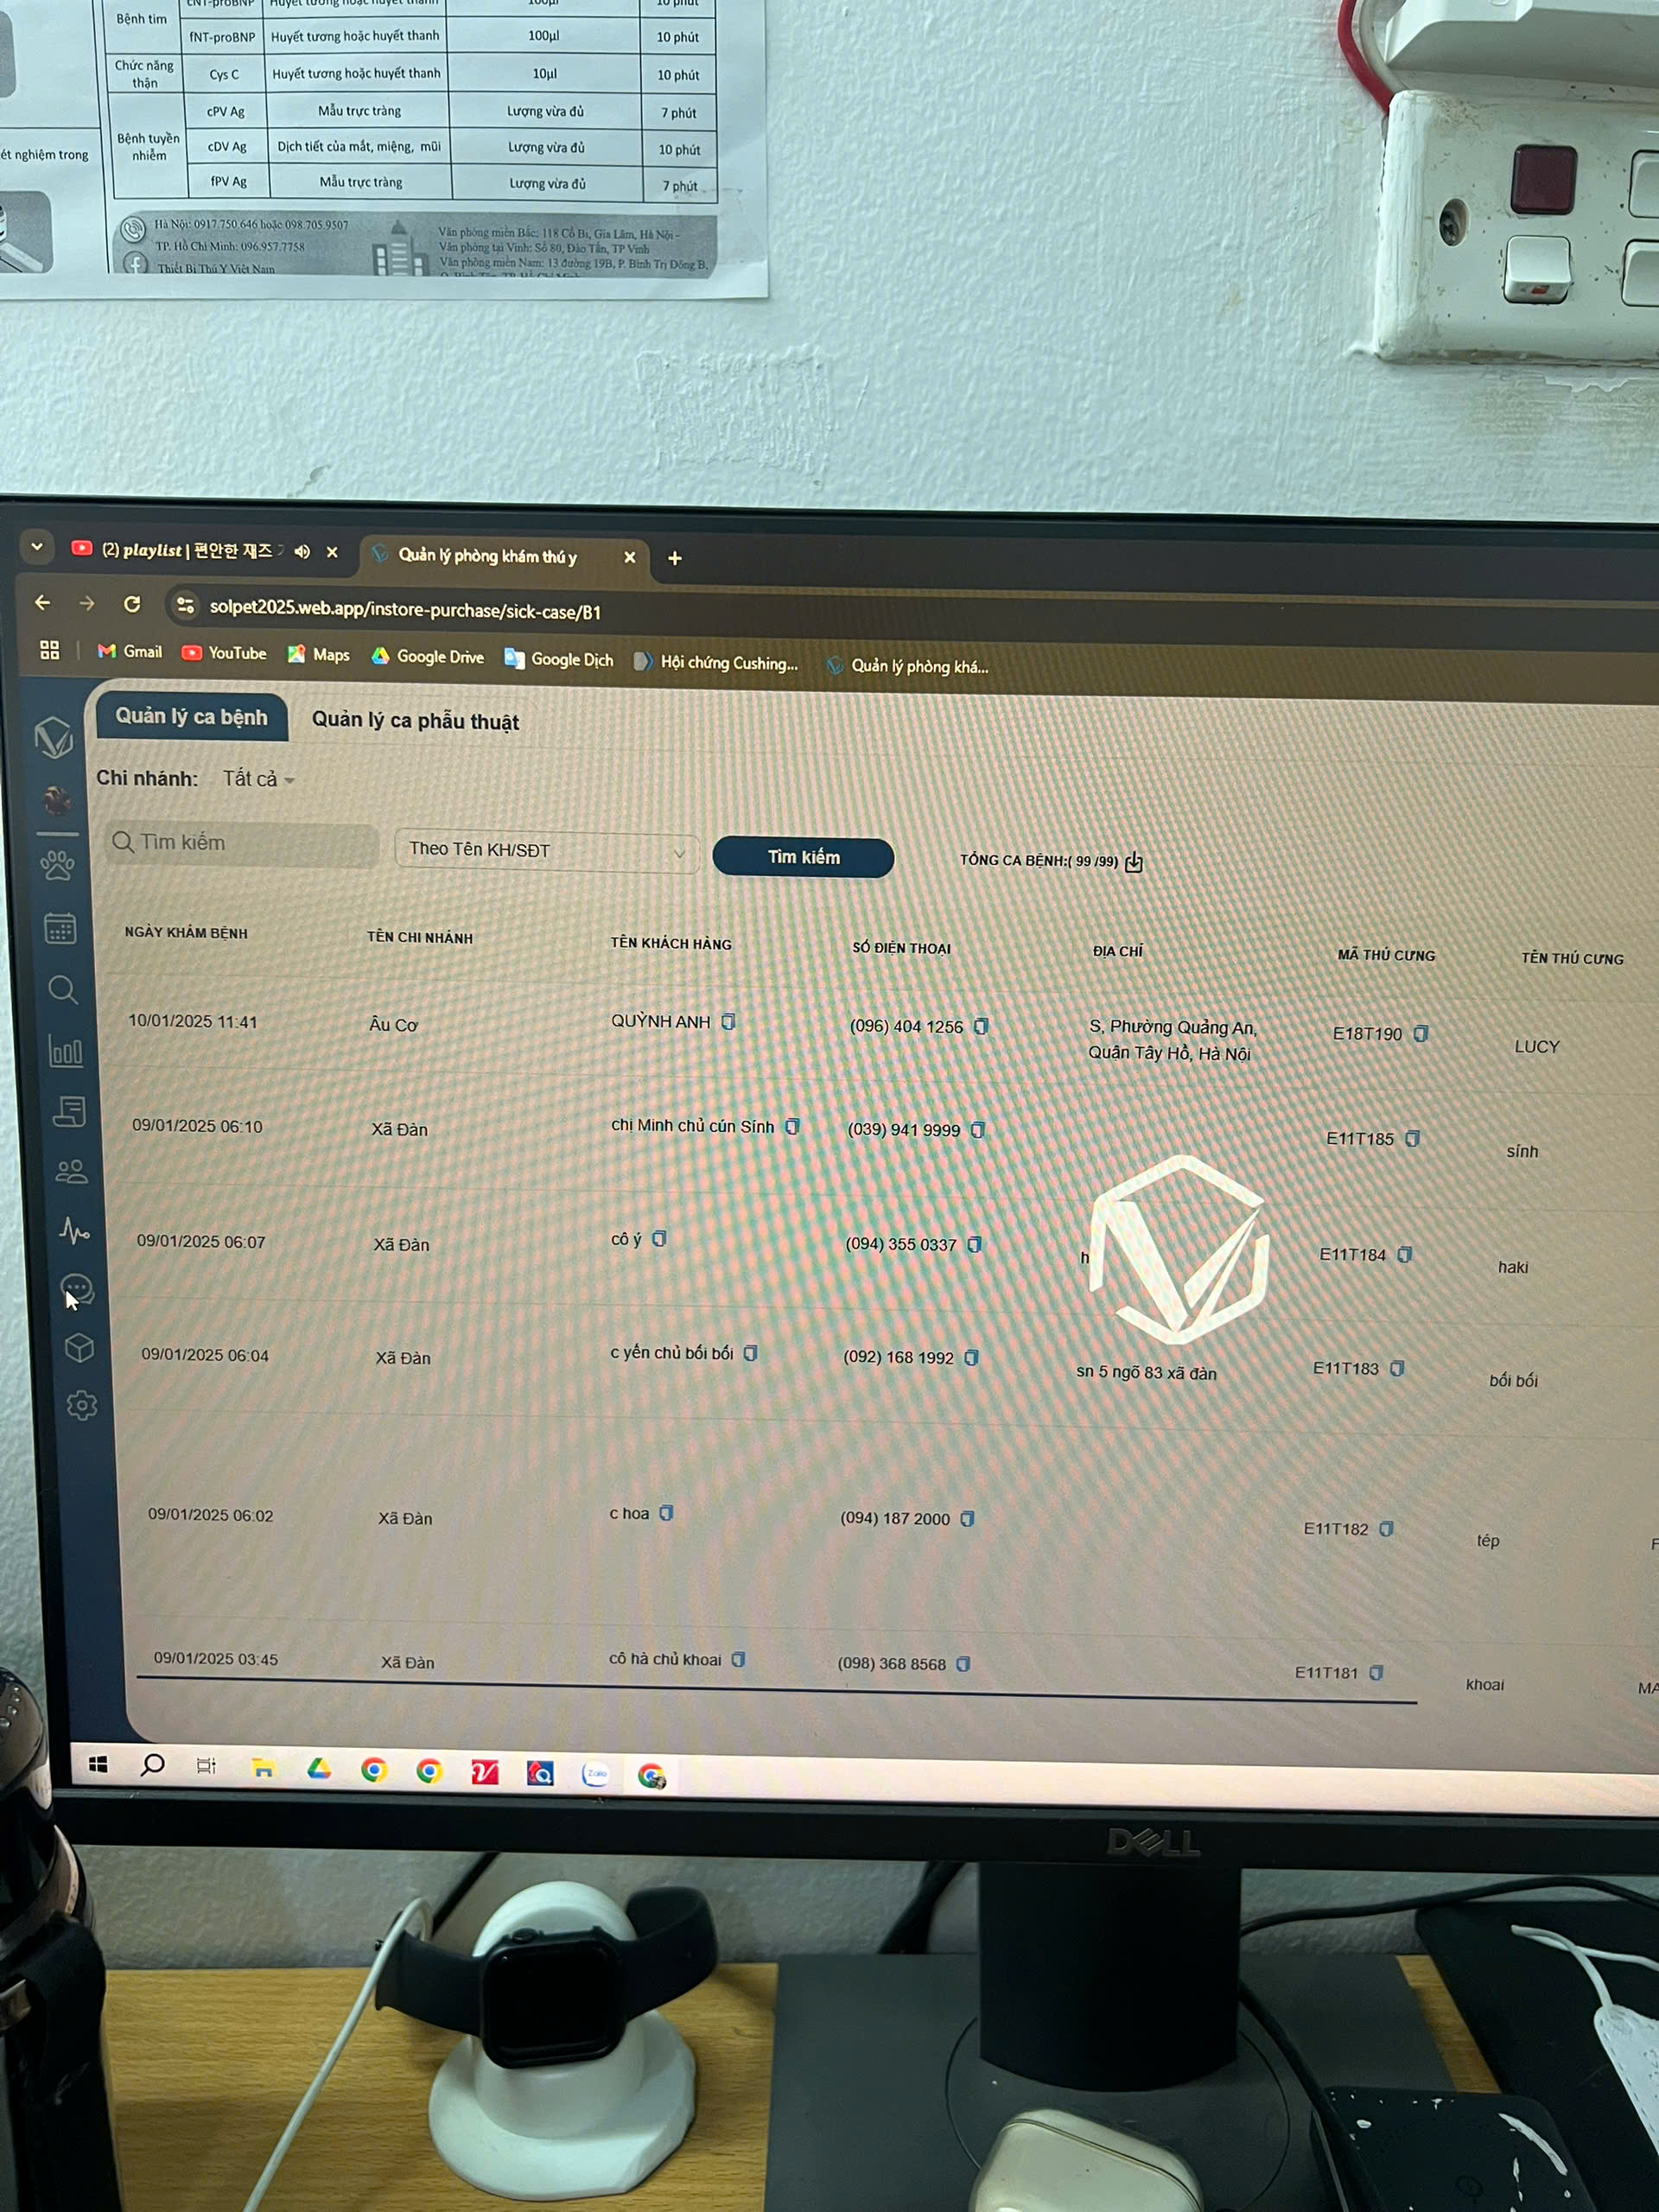 Bệnh tim
cNT-proBNP Huyết tương hoặc huyết thanh 100µl 10 phút
fNT-proBNP Huyết tương hoặc huyết thanh 100µl 10 phút
Chức năng thận Cys C Huyết tương hoặc huyết thanh 10µl 10 phút
Bệnh tuyền nhiễm
cPV Ag Mẫu trực tràng Lượng vừa đủ 7 phút
cDV Ag Dịch tiết của mắt, miệng, mũi Lượng vừa đủ 10 phút
fPV Ag Mẫu trực tràng Lượng vừa đủ 7 phút
ét nghiệm trong
Hà Nội: 0917.750.646 hoặc 098.705.9507
TP. Hồ Chí Minh: 096.957.7758
Thiết Bị Thú Y Việt Nam
Văn phòng miền Bắc: 118 Cổ Bi, Gia Lâm, Hà Nội -
Văn phòng tại Vinh: Số 80, Đào Tấn, TP Vinh
Văn phòng miền Nam: 13 đường 19B, P. Bình Trị Đông B,
(2) playlist | 편안한 재즈
Quản lý phòng khám thú y
solpet2025.web.app/instore-purchase/sick-case/B1
Gmail YouTube Maps Google Drive Google Dịch Hội chứng Cushing... Quản lý phòng khá...
Quản lý ca bệnh Quản lý ca phẫu thuật
Chi nhánh: Tất cả
Tìm kiếm Theo Tên KH/SĐT Tìm kiếm TỔNG CA BỆNH:( 99 /99)
NGÀY KHÁM BỆNH TÊN CHI NHÁNH TÊN KHÁCH HÀNG SỐ ĐIỆN THOẠI ĐỊA CHỈ MÃ THÚ CƯNG TÊN THÚ CƯNG
10/01/2025 11:41 Âu Cơ QUỲNH ANH (096) 404 1256 S, Phường Quảng An, E18T190 LUCY
Quận Tây Hồ, Hà Nội
09/01/2025 06:10 Xã Đàn chị Minh chủ cún Sính (039) 941 9999 E11T185 sính
09/01/2025 06:07 Xã Đàn cô ý (094) 355 0337 h E11T184 haki
09/01/2025 06:04 Xã Đàn c yến chủ bối bối (092) 168 1992 sn 5 ngõ 83 xã đàn E11T183 bối bối
09/01/2025 06:02 Xã Đàn c hoa (094) 187 2000 E11T182 tép F
09/01/2025 03:45 Xã Đàn cô hà chủ khoai (098) 368 8568 E11T181 khoai MA
Zalo
DELL